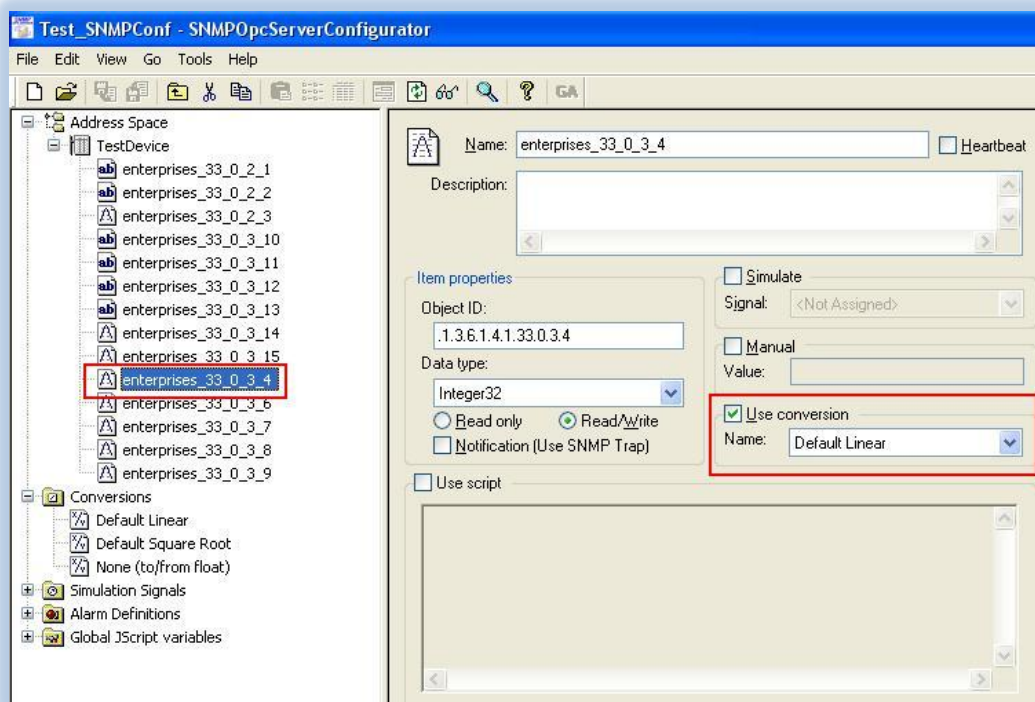 Test_SNMPConf - SNMPOpcServerConfigurator
File Edit View Go Tools Help
GA
Address Space
TestDevice
enterprises_33_0_2_1
enterprises_33_0_2_2
enterprises_33_0_2_3
enterprises_33_0_3_10
enterprises_33_0_3_11
enterprises_33_0_3_12
enterprises_33_0_3_13
enterprises_33_0_3_14
enterprises_33_0_3_15
enterprises_33_0_3_4
enterprises_33_0_3_6
enterprises_33_0_3_7
enterprises_33_0_3_8
enterprises_33_0_3_9
Conversions
Default Linear
Default Square Root
None (to/from float)
Simulation Signals
Alarm Definitions
Global JScript variables
Name: enterprises_33_0_3_4 Heartbeat
Description:
Item properties
Object ID:
.1.3.6.1.4.1.33.0.3.4
Data type:
Integer32
Read only Read/Write
Notification (Use SNMP Trap)
Simulate
Signal: <Not Assigned>
Manual
Value:
Use conversion
Name: Default Linear
Use script